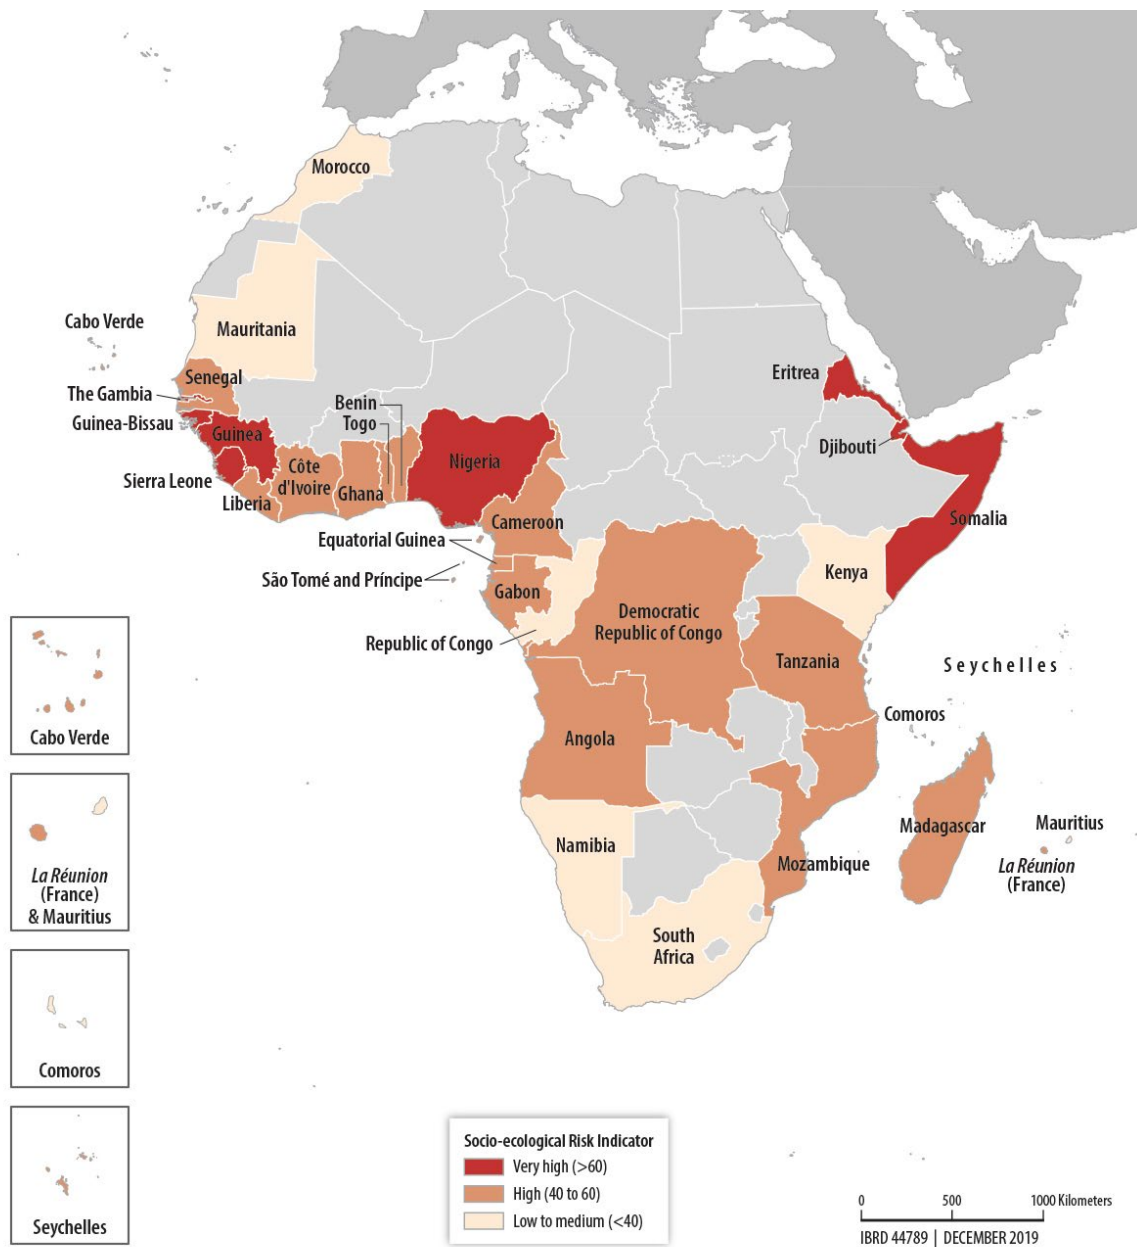 Morocco
Mauritania
Cabo Verde
Senegal
The Gambia
Guinea-Bissau
Guinea
Sierra Leone
Liberia
Côte
d'Ivoire
Ghana
Benin
Togo
Nigeria
Cameroon
Equatorial Guinea
São Tomé and Príncipe
Gabon
Republic of Congo
Democratic
Republic of Congo
Eritrea
Djibouti
Somalia
Kenya
Tanzania
Seychelles
Comoros
Angola
Namibia
Mozambique
Madagascar
Mauritius
La Réunion
(France)
South
Africa
Cabo Verde
La Réunion
(France)
& Mauritius
Comoros
Seychelles
Socio-ecological Risk Indicator
Very high (>60)
High (40 to 60)
Low to medium (<40)
0 500 1000 Kilometers
IBRD 44789 | DECEMBER 2019